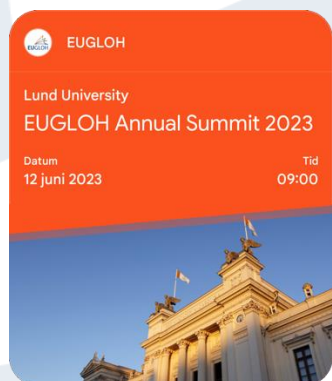 EUGLOH
EUGLOH
Lund University
EUGLOH Annual Summit 2023
Datum
Tid
12 juni 2023
09:00